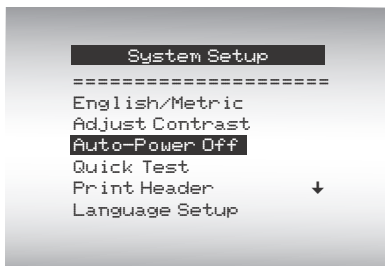 System Setup
=====================
English/Metric
Adjust Contrast
Auto-Power Off
Quick Test
Print Header ↓
Language Setup